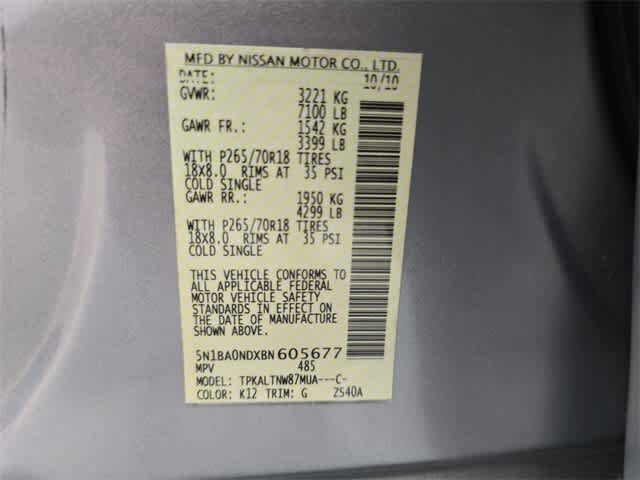 MFD BY NISSAN MOTOR CO., LTD.
DATE: 10/10
GVWR: 3221 KG
7100 LB
GAWR FR.: 1542 KG
3399 LB
WITH P265/70R18 TIRES
18X8.0 RIMS AT 35 PSI
COLD SINGLE
GAWR RR.: 1950 KG
4299 LB
WITH P265/70R18 TIRES
18X8.0 RIMS AT 35 PSI
COLD SINGLE
THIS VEHICLE CONFORMS TO
ALL APPLICABLE FEDERAL
MOTOR VEHICLE SAFETY
STANDARDS IN EFFECT ON
THE DATE OF MANUFACTURE
SHOWN ABOVE.
5N1BA0NDXBN605677
MPV 485
MODEL: TPKALTNW87MUA---C-
COLOR: K12 TRIM: G ZS40A